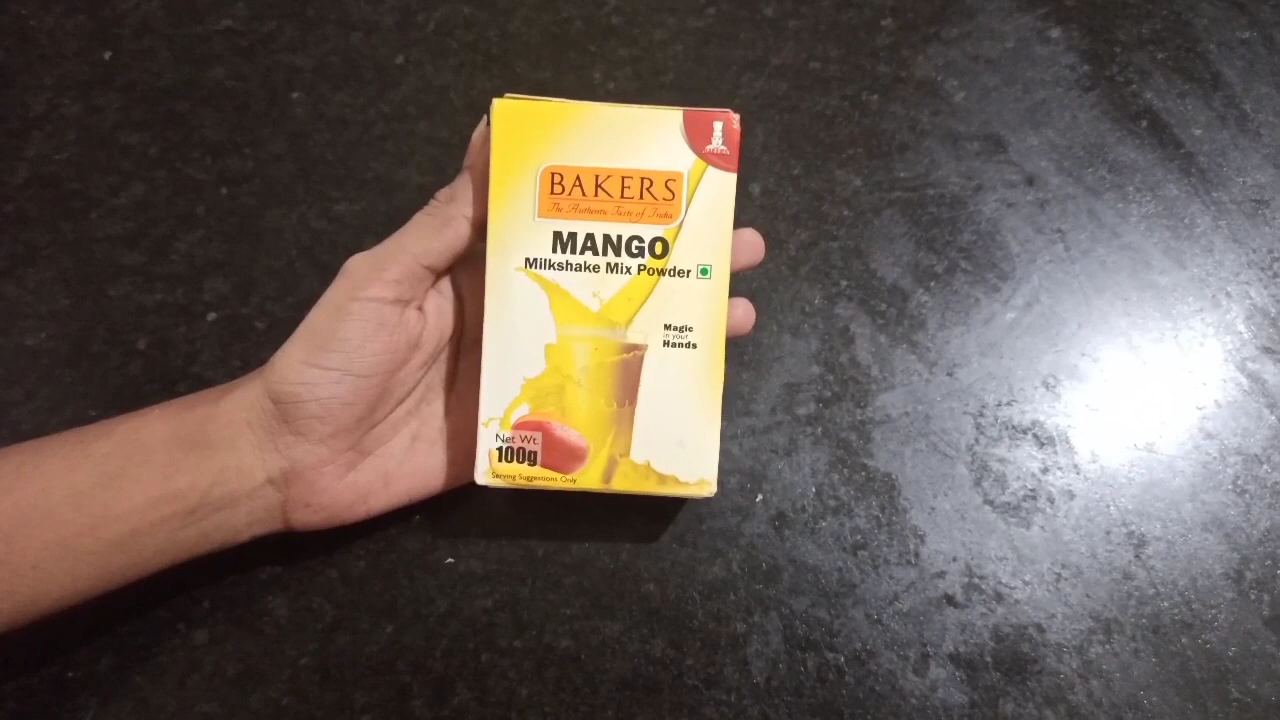 BAKERS
The Authentic Taste of India
MANGO
Milkshake Mix Powder
Magic
in your
Hands
Net Wt.
100g
Serving Suggestions Only